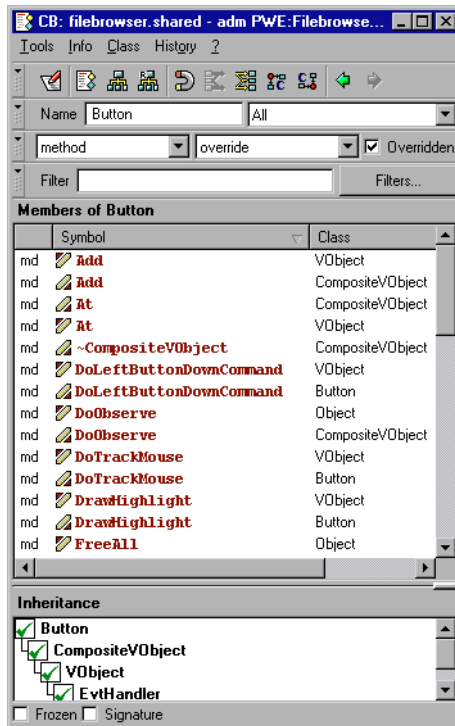 CB: filebrowser.shared - adm PWE:Filebrowse...
Tools Info Class History ?
Name Button All
method override Overridden
Filter Filters...
Members of Button
Symbol Class
md Add VObject
md Add CompositeVObject
md At CompositeVObject
md At VObject
md ~CompositeVObject CompositeVObject
md DoLeftButtonDownCommand VObject
md DoLeftButtonDownCommand Button
md DoObserve Object
md DoObserve CompositeVObject
md DoTrackMouse VObject
md DoTrackMouse Button
md DrawHighlight VObject
md DrawHighlight Button
md FreeAll Object
Inheritance
Button
CompositeVObject
VObject
EvtHandler
Frozen Signature